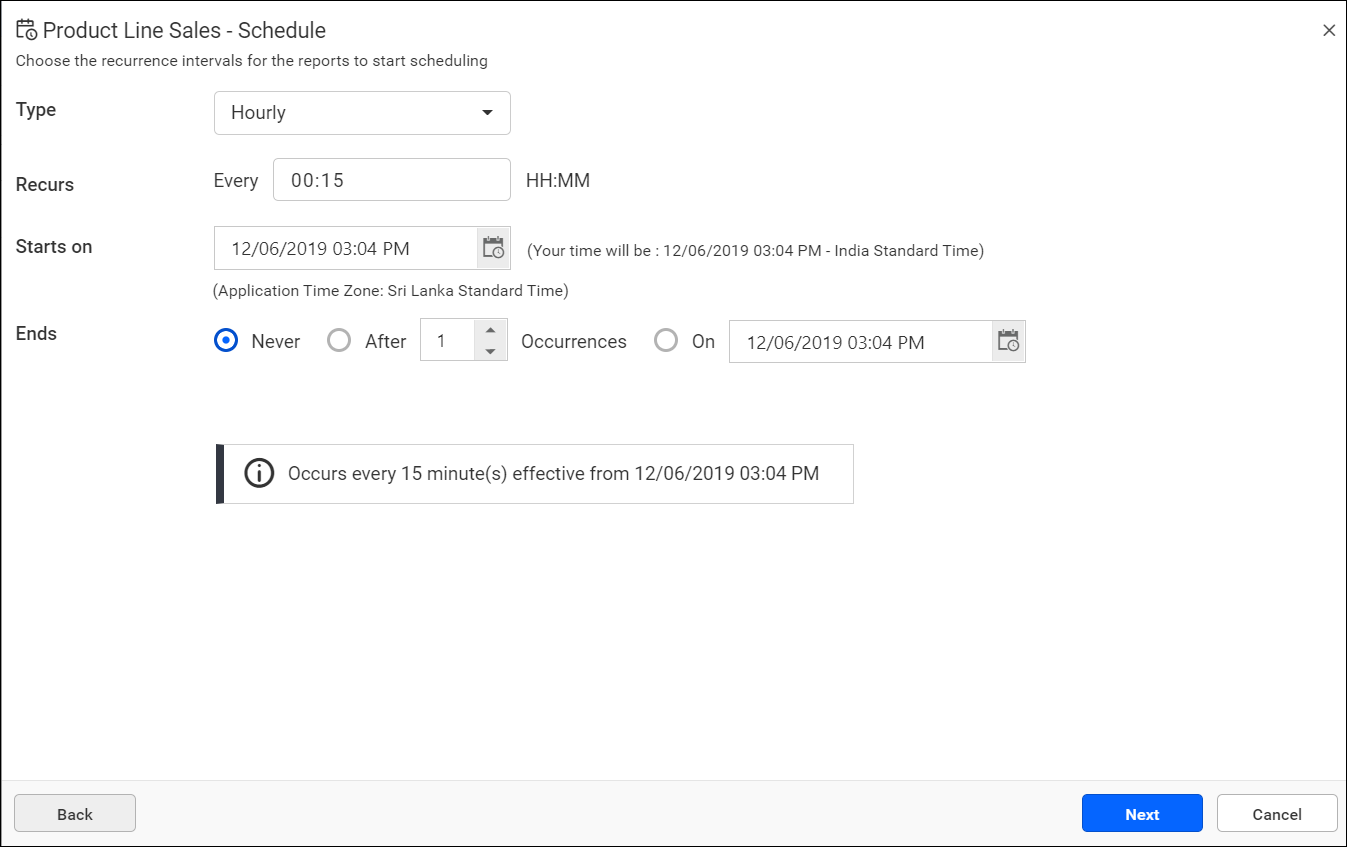 Product Line Sales - Schedule
Choose the recurrence intervals for the reports to start scheduling
Type Hourly
Recurs Every 00:15 HH:MM
Starts on 12/06/2019 03:04 PM (Your time will be : 12/06/2019 03:04 PM - India Standard Time)
(Application Time Zone: Sri Lanka Standard Time)
Ends Never After 1 Occurrences On 12/06/2019 03:04 PM
Occurs every 15 minute(s) effective from 12/06/2019 03:04 PM
Back Next Cancel